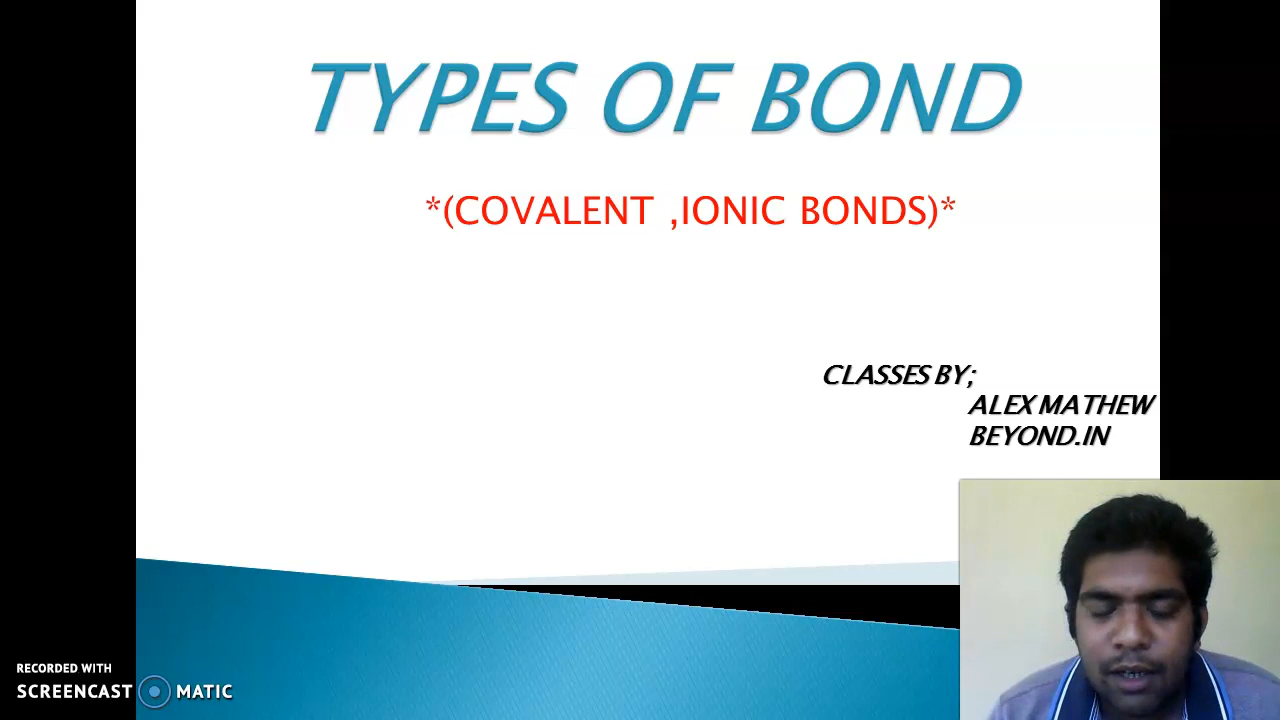 TYPES OF BOND
*(COVALENT ,IONIC BONDS)*
CLASSES BY;
ALEX MATHEW
BEYOND.IN
RECORDED WITH
SCREENCAST MATIC